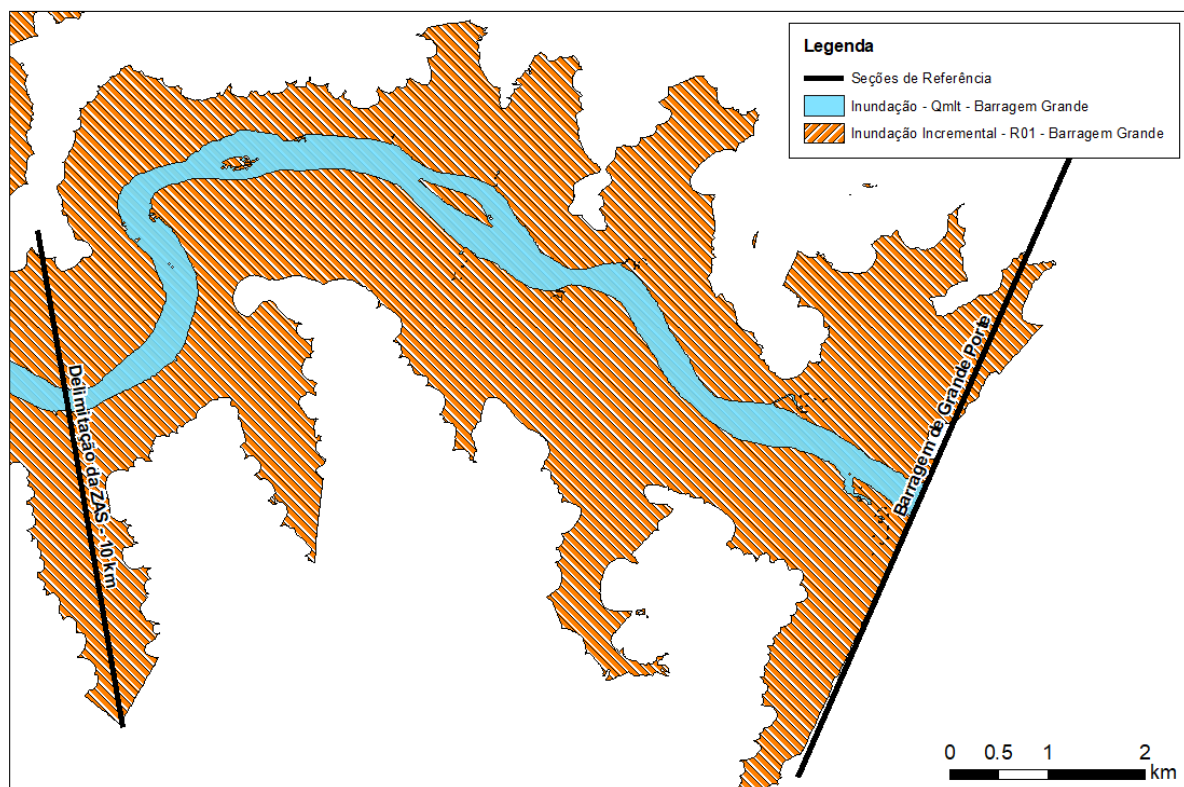 Legenda
Seções de Referência
Inundação - Qmlt - Barragem Grande
Inundação Incremental - R01 - Barragem Grande
Barragem de Grande Porte
Delimitação da ZAS - 10 km
0 0.5 1 2
km